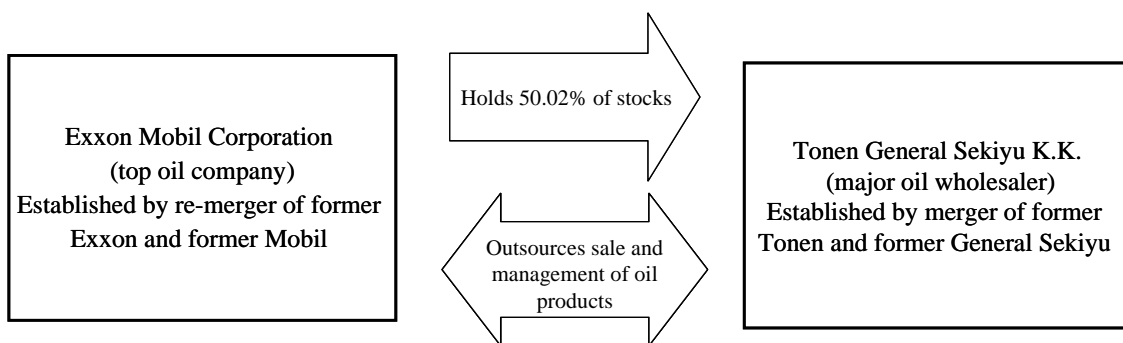 Exxon Mobil Corporation
(top oil company)
Established by re-merger of former
Exxon and former Mobil
Holds 50.02% of stocks
Outsources sale and
management of oil
products
Tonen General Sekiyu K.K.
(major oil wholesaler)
Established by merger of former
Tonen and former General Sekiyu